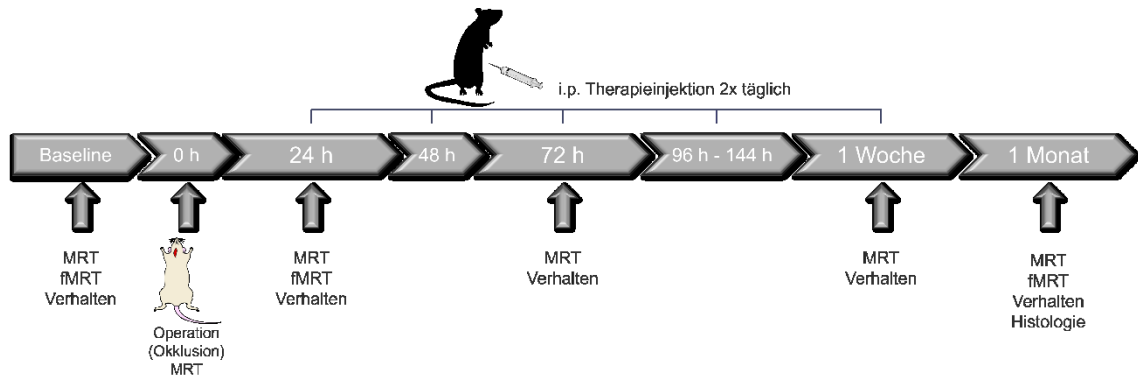 i.p. Therapieinjektion 2x täglich
Baseline
0 h
24 h
48 h
72 h
96 h - 144 h
1 Woche
1 Monat
MRT
fMRT
Verhalten
Operation
(Okklusion)
MRT
MRT
fMRT
Verhalten
MRT
Verhalten
MRT
Verhalten
MRT
fMRT
Verhalten
Histologie